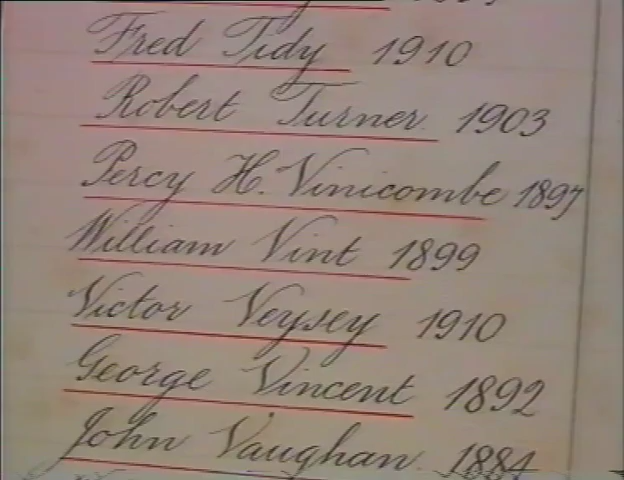 Fred Tidy 1910
Robert Turner 1903
Percy H. Vinicombe 1897
William Vint 1899
Victor Veysey 1910
George Vincent 1892
John Vaughan 1884